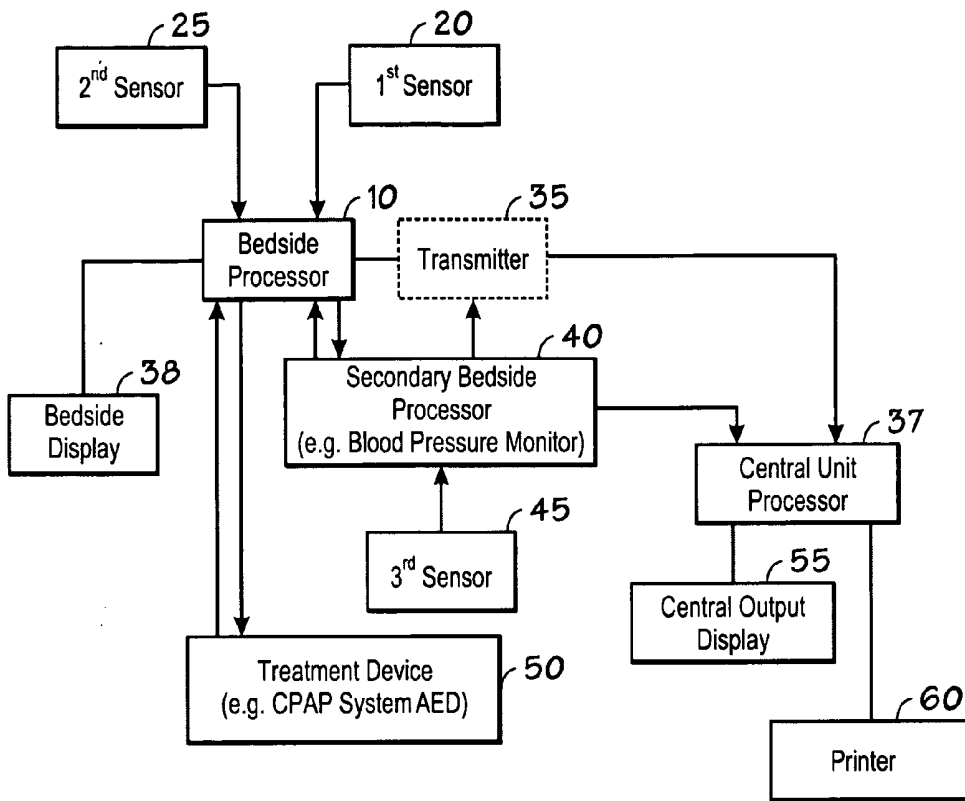 25
20
2nd Sensor
1st Sensor
10
35
Bedside
Processor
Transmitter
40
38
Secondary Bedside
Processor
(e.g. Blood Pressure Monitor)
Bedside
Display
37
Central Unit
Processor
45
3rd Sensor
55
Central Output
Display
50
Treatment Device
(e.g. CPAP System AED)
60
Printer